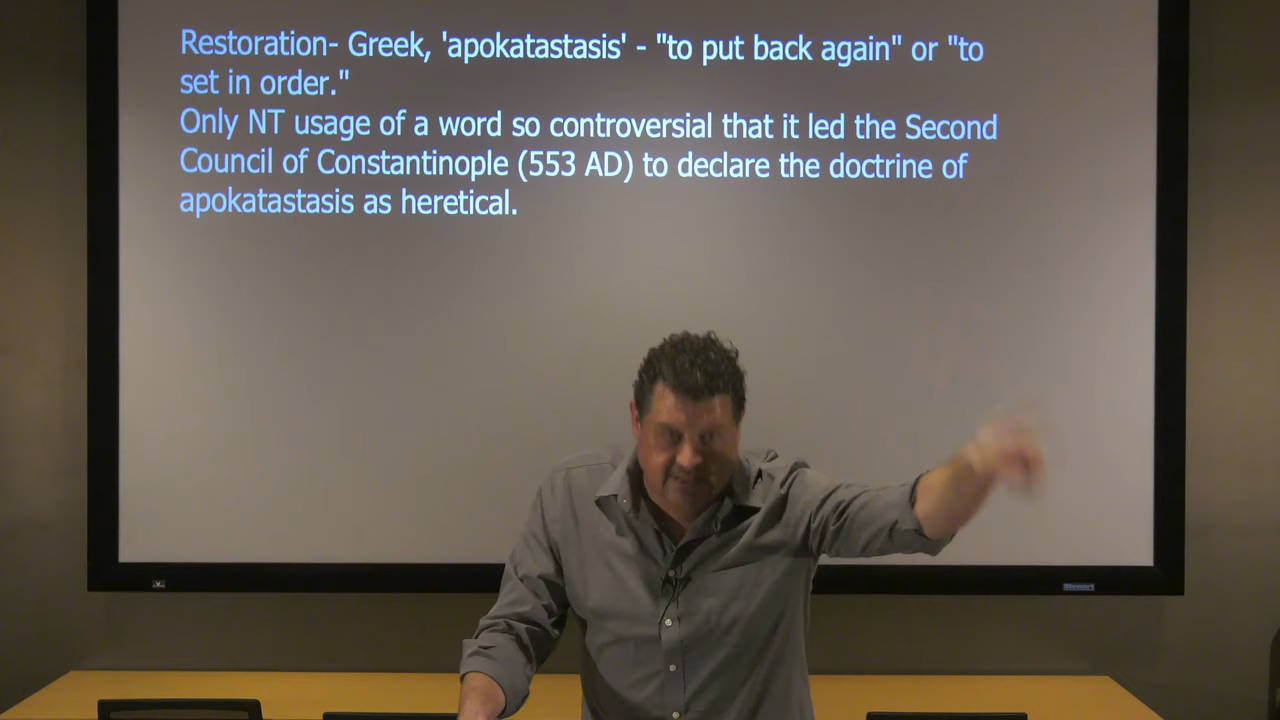 Restoration- Greek, 'apokatastasis' - "to put back again" or "to
set in order."
Only NT usage of a word so controversial that it led the Second
Council of Constantinople (553 AD) to declare the doctrine of
apokatastasis as heretical.
Stewart